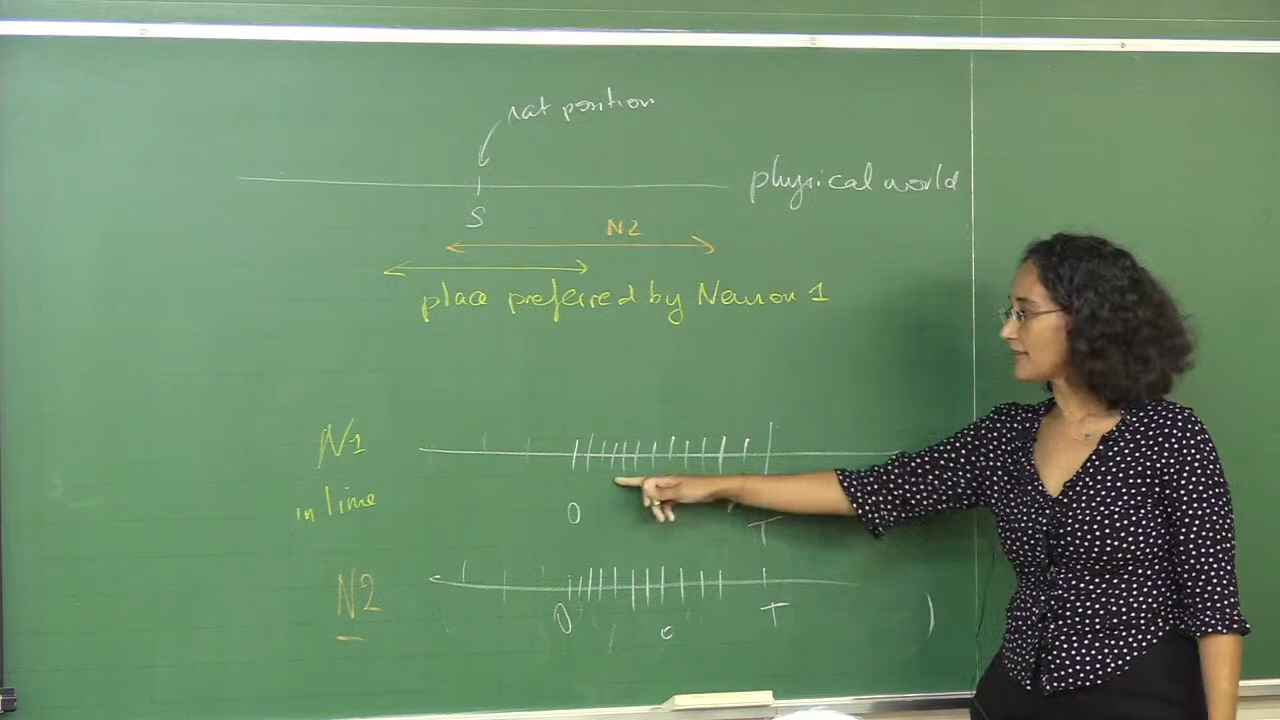 rat position
physical world
S
N2
place preferred by Neuron 1
N1
in time
0
T
N2
0
T